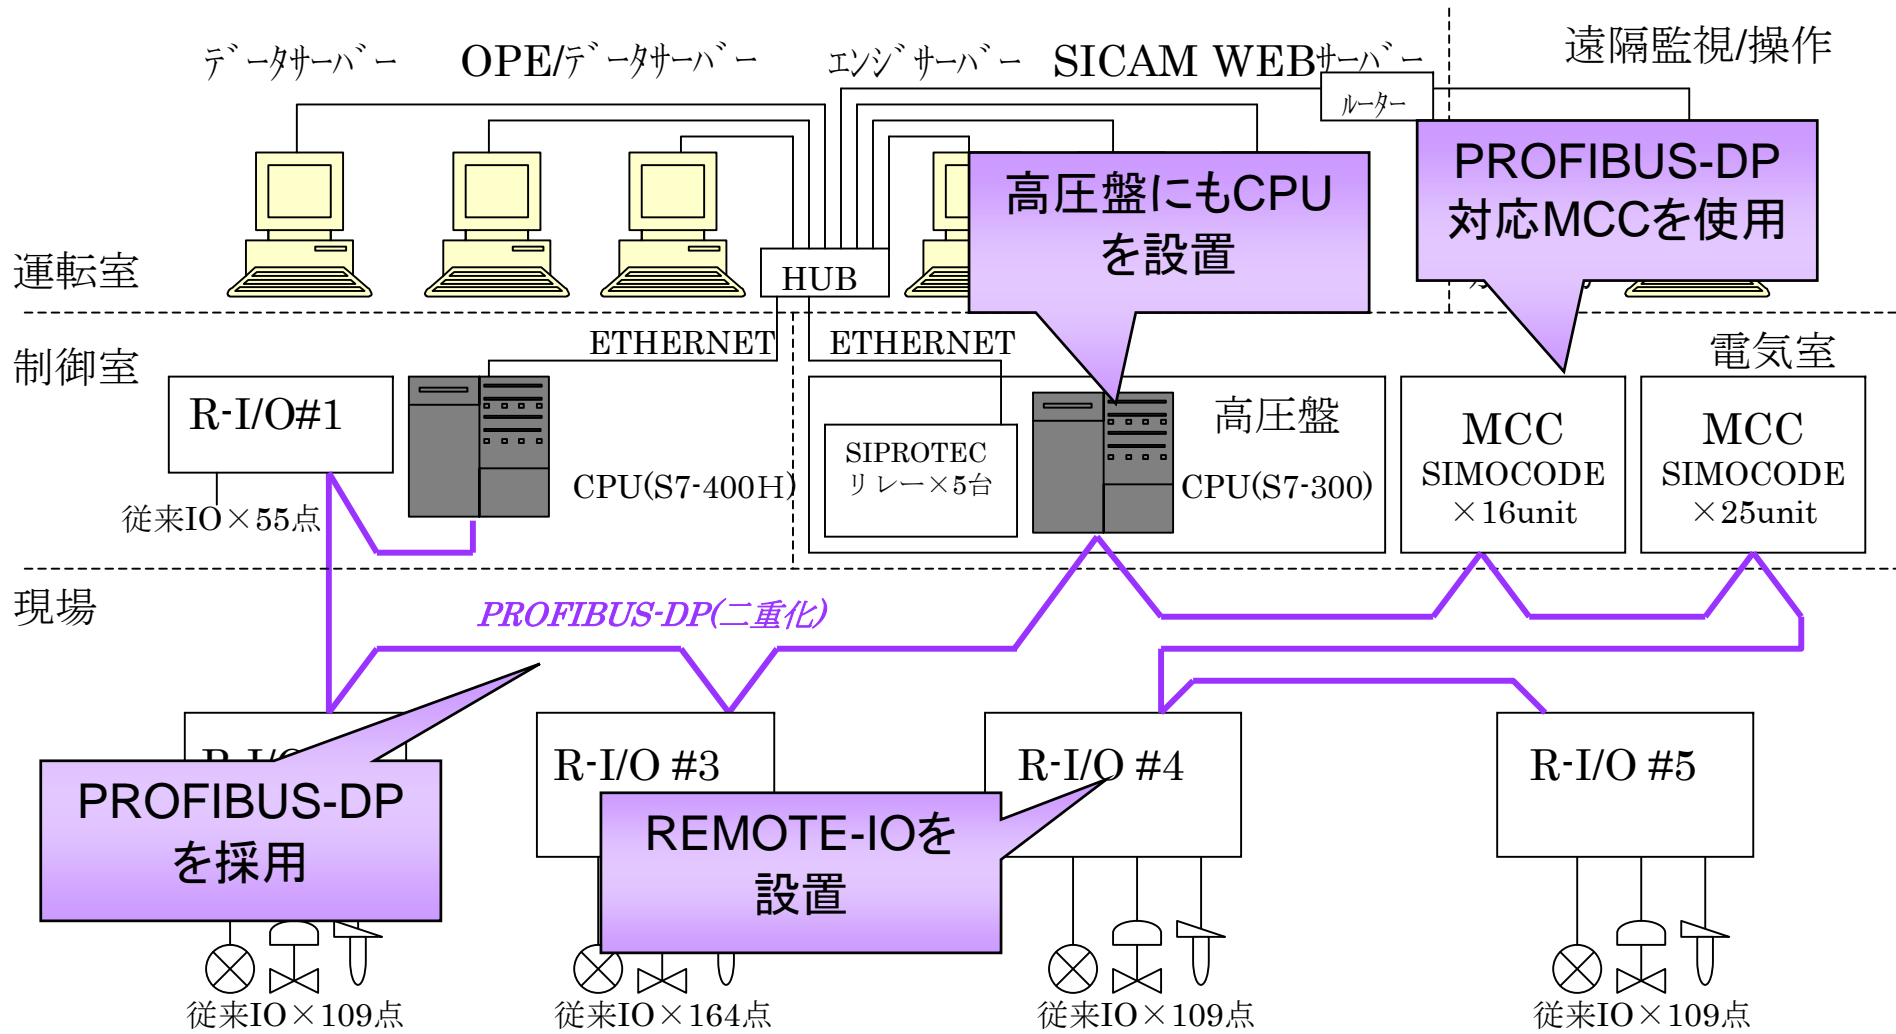 データサーバー
OPE/データサーバー
エンジサーバー
SICAM WEBサーバー
遠隔監視/操作
ルーター
PROFIBUS-DP
対応MCCを使用
高圧盤にもCPU
を設置
運転室
HUB
制御室
ETHERNET
ETHERNET
電気室
R-I/O#1
CPU(S7-400H)
従来IO×55点
SIPROTEC
リレー×5台
高圧盤
CPU(S7-300)
MCC
SIMOCODE
×16unit
MCC
SIMOCODE
×25unit
現場
PROFIBUS-DP(二重化)
R-I/O
R-I/O #3
R-I/O #4
R-I/O #5
PROFIBUS-DP
を採用
REMOTE-IOを
設置
従来IO×109点
従来IO×164点
従来IO×109点
従来IO×109点